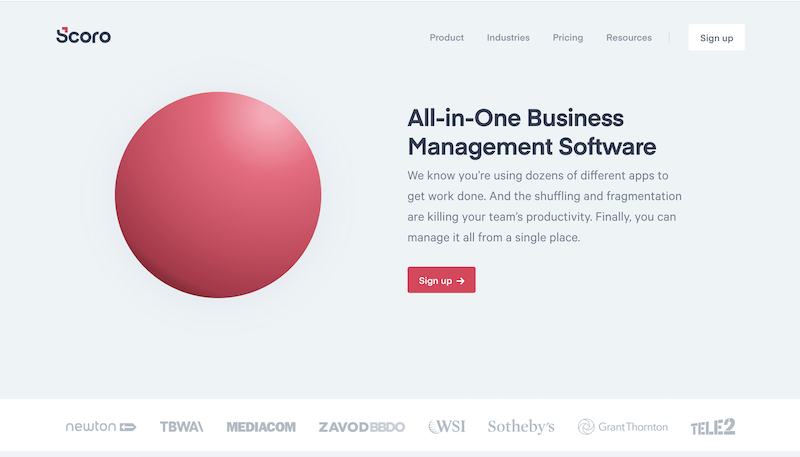 Scoro
Product Industries Pricing Resources Sign up
All-in-One Business
Management Software
We know you're using dozens of different apps to
get work done. And the shuffling and fragmentation
are killing your team's productivity. Finally, you can
manage it all from a single place.
Sign up →
newton TBWA\ MEDIACOM ZAVODBBDO WSI Sotheby's GrantThornton TELE2